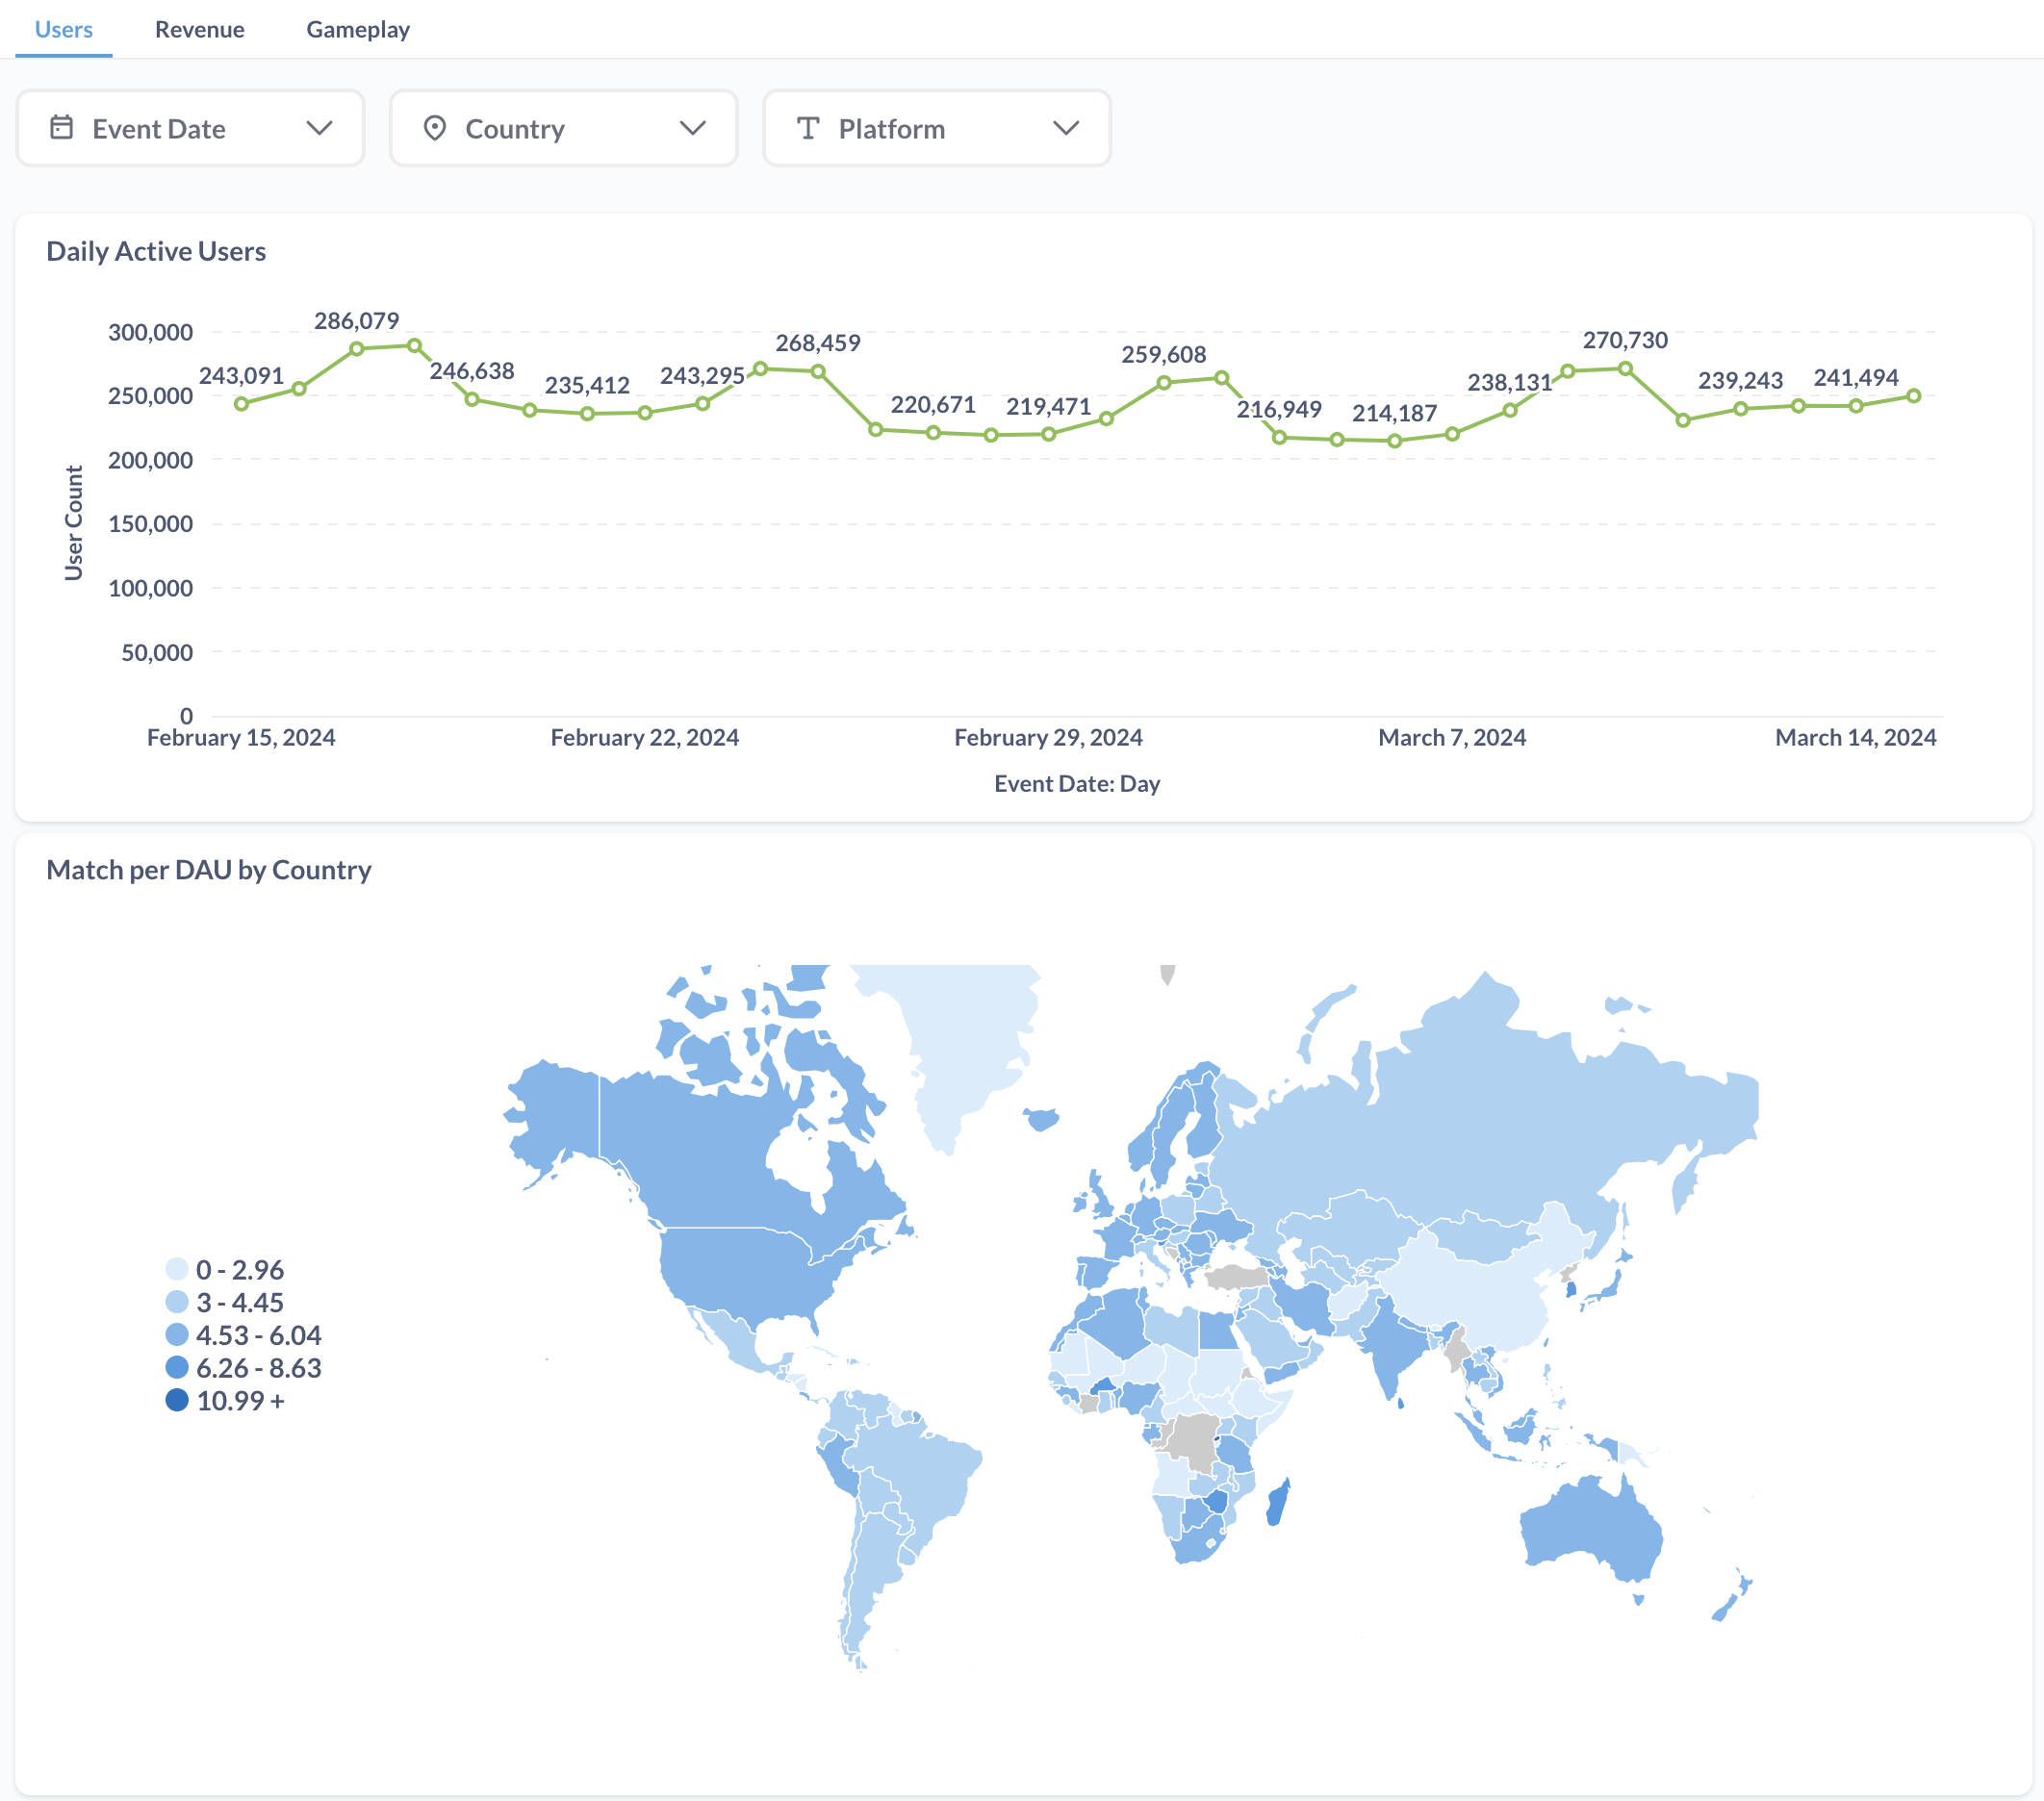 Users Revenue Gameplay
Event Date Country Platform
Daily Active Users
User Count
300,000
250,000
200,000
150,000
100,000
50,000
0
243,091
286,079
246,638
235,412
243,295
268,459
220,671
219,471
259,608
216,949
214,187
238,131
270,730
239,243
241,494
February 15, 2024 February 22, 2024 February 29, 2024 March 7, 2024 March 14, 2024
Event Date: Day
Match per DAU by Country
0 - 2.96
3 - 4.45
4.53 - 6.04
6.26 - 8.63
10.99 +